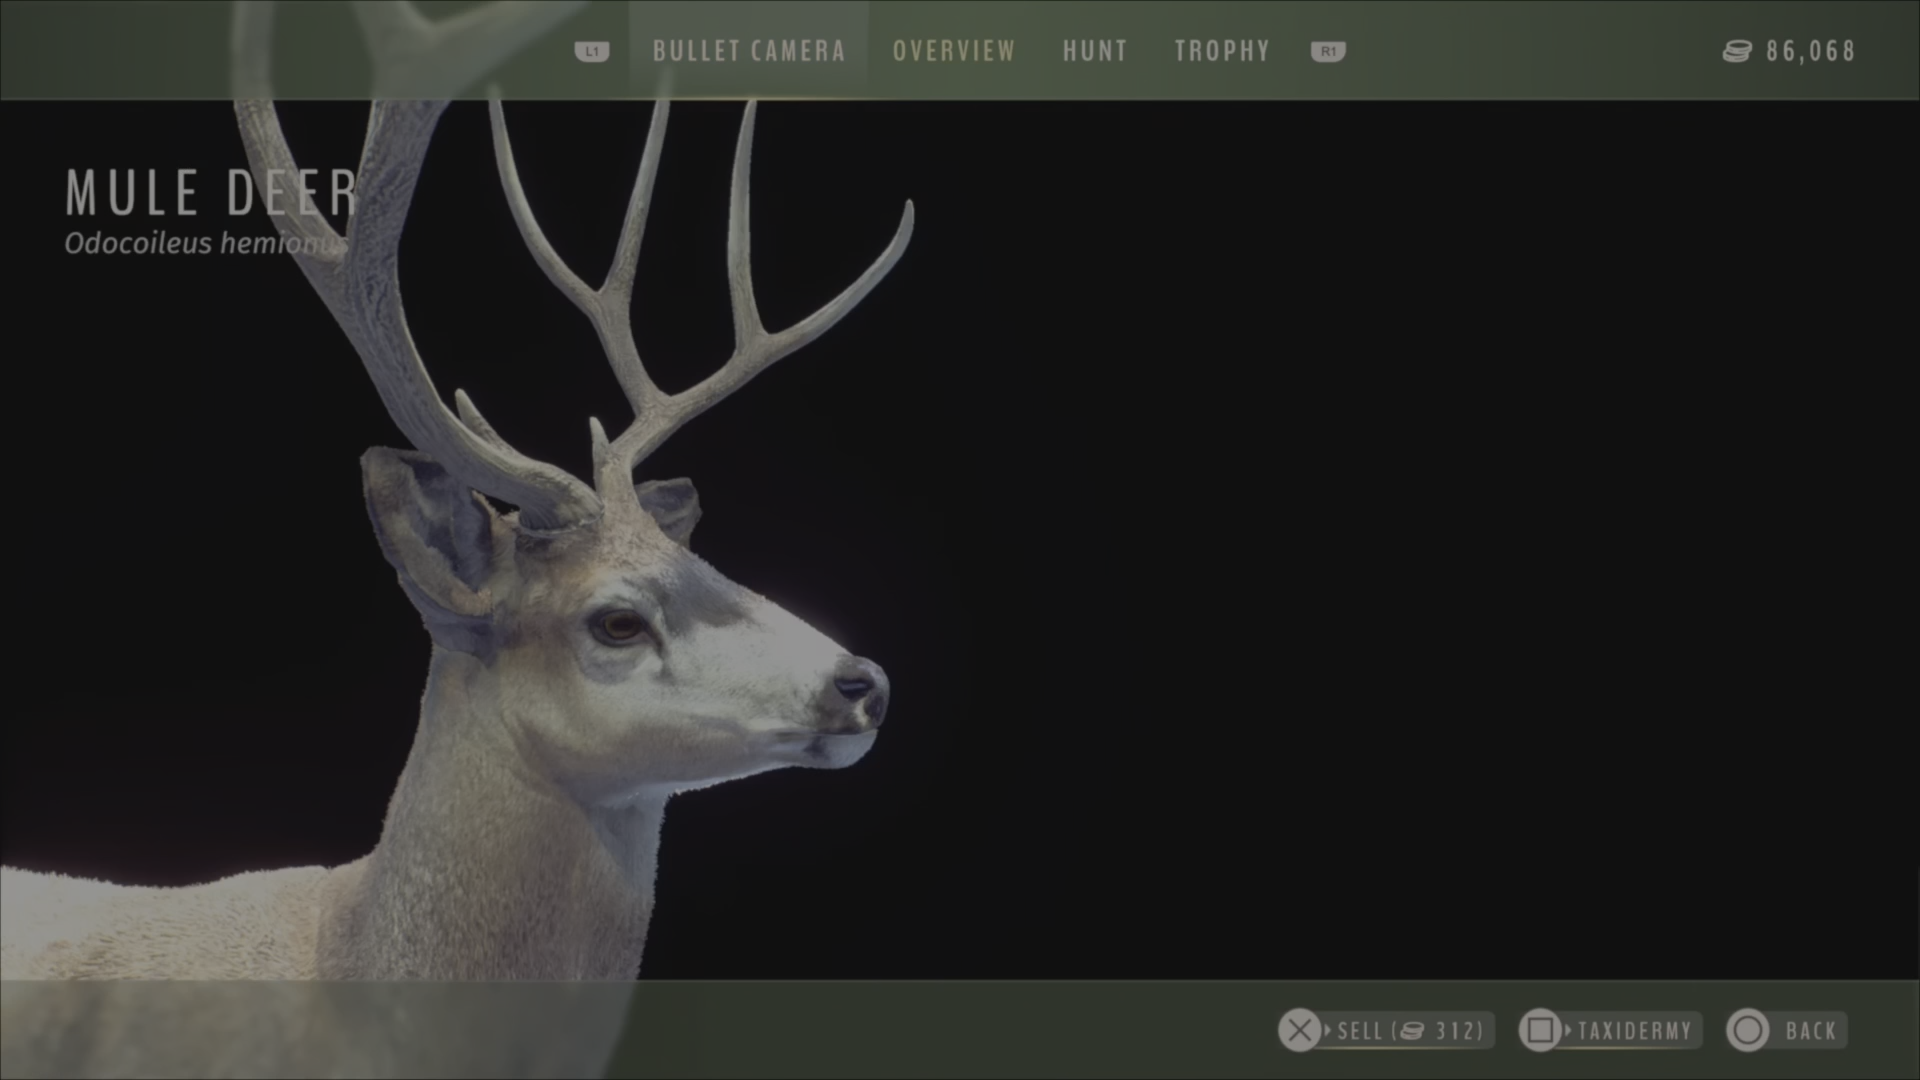 L1 BULLET CAMERA OVERVIEW HUNT TROPHY R1 86,068
MULE DEER
Odocoileus hemionus
SELL ( 312) TAXIDERMY BACK